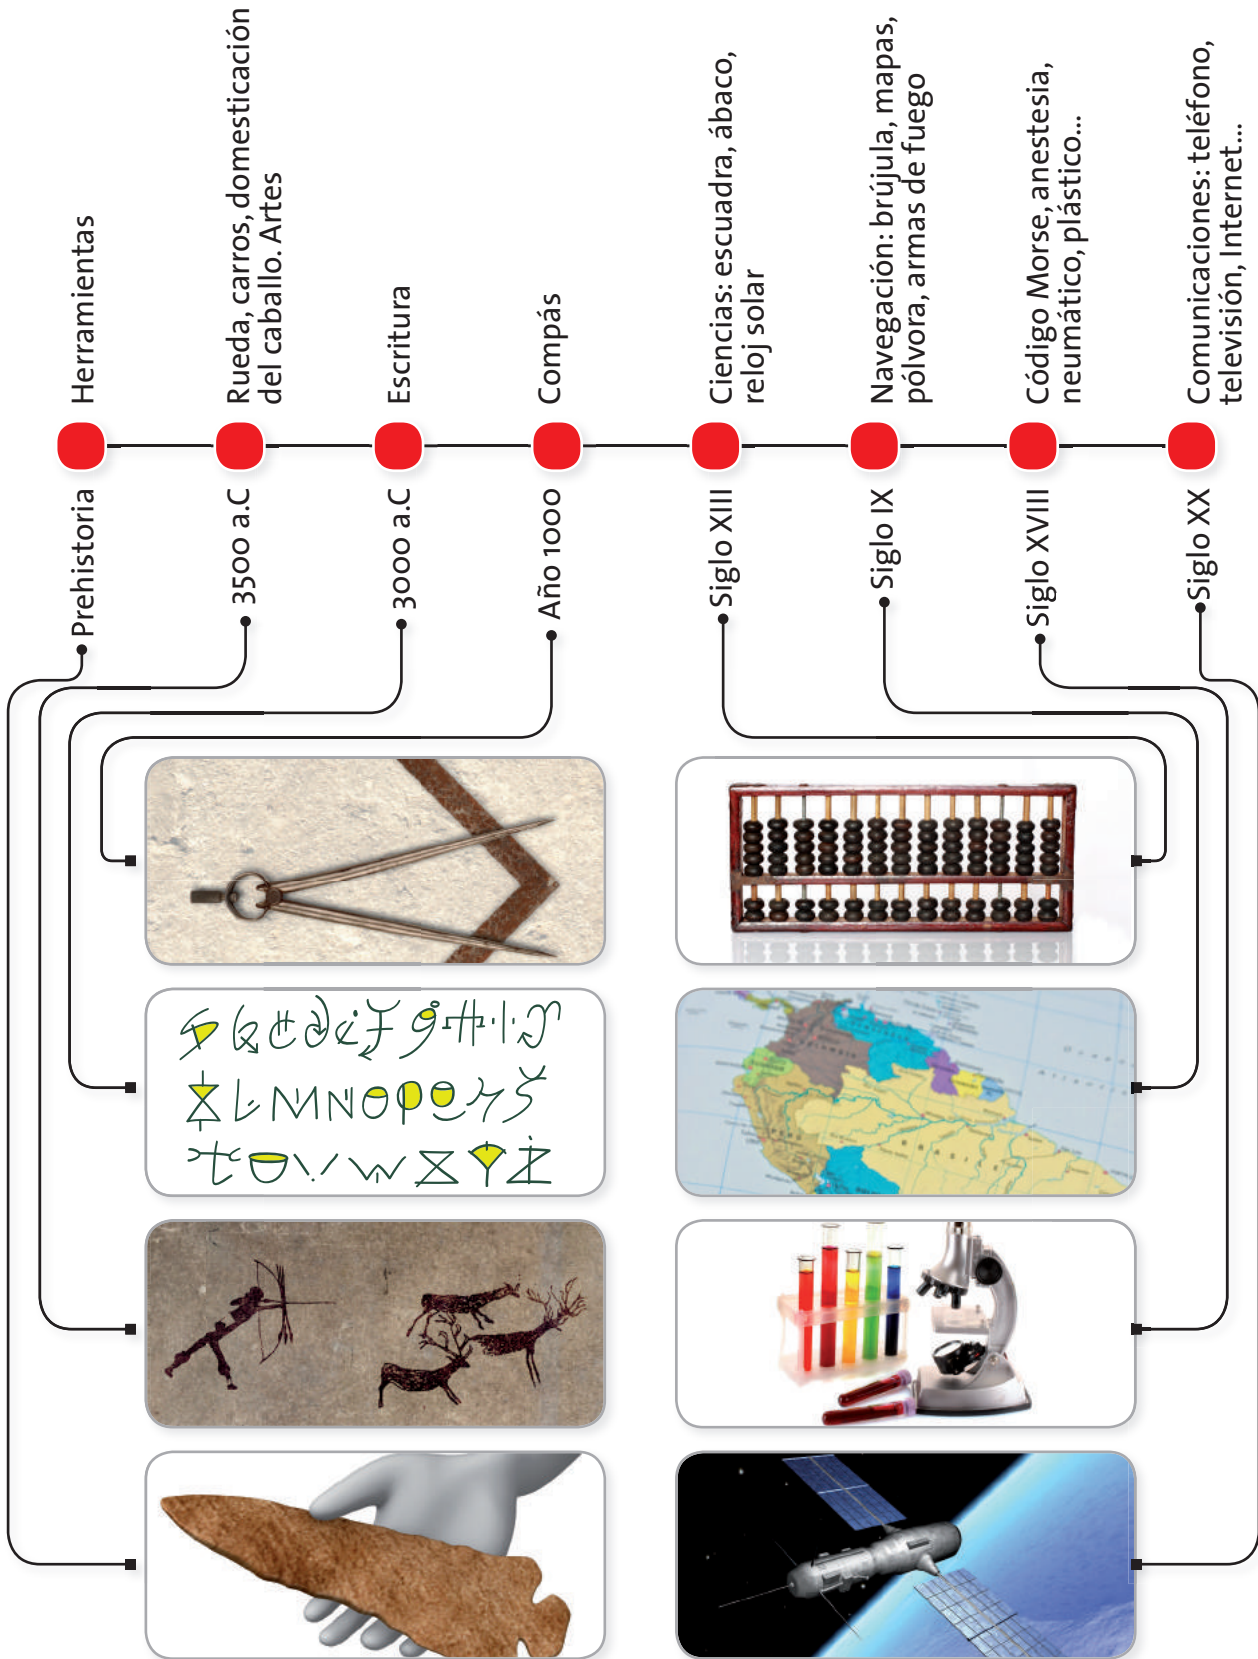 Herramientas
Prehistoria
Rueda, carros, domesticación
del caballo. Artes
3500 a.C
Escritura
3000 a.C
Compás
Año 1000
Ciencias: escuadra, ábaco,
reloj solar
Siglo XIII
Navegación: brújula, mapas,
pólvora, armas de fuego
Siglo IX
Código Morse, anestesia,
neumático, plástico...
Siglo XVIII
Comunicaciones: teléfono,
televisión, Internet...
Siglo XX